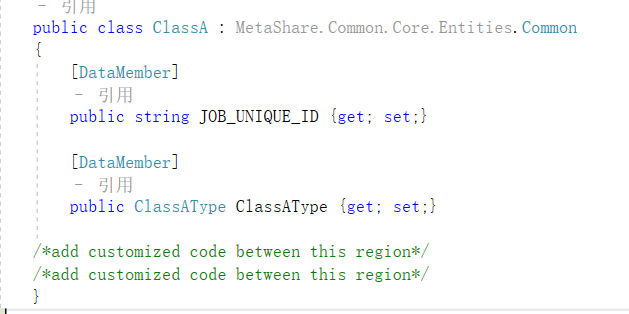 - 引用
public class ClassA : MetaShare.Common.Core.Entities.Common
{
[DataMember]
- 引用
public string JOB_UNIQUE_ID {get; set;}
[DataMember]
- 引用
public ClassAType ClassAType {get; set;}
/*add customized code between this region*/
/*add customized code between this region*/
}